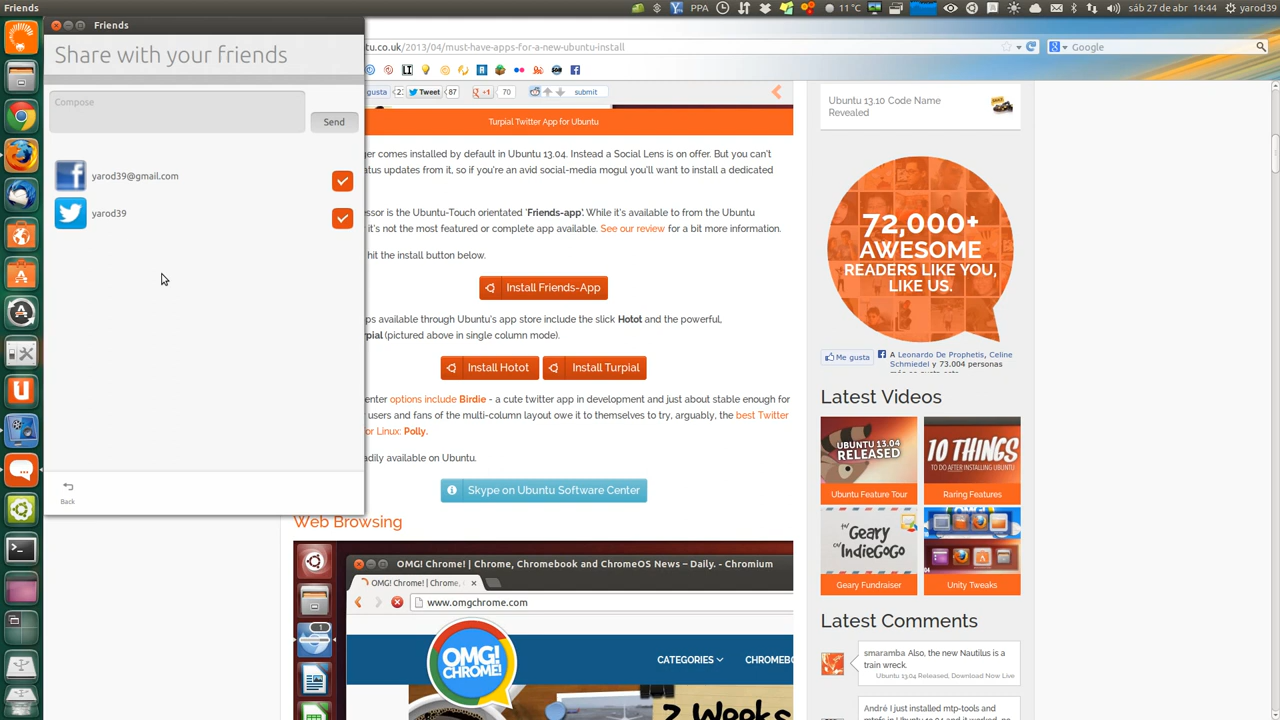 Friends
PPA
11°C
sáb 27 de abr
14:44
yarod39
Friends
Share with your friends
Compose
Send
yarod39@gmail.com
yarod39
Back
tu.co.uk/2013/04/must-have-apps-for-a-new-ubuntu-install
Google
gusta
Tweet
87
+1
70
submit
Turpial Twitter App for Ubuntu
comes installed by default in Ubuntu 13.04. Instead a Social Lens is on offer. But you can't
updates from it, so if you're an avid social-media mogul you'll want to install a dedicated
is the Ubuntu-Touch orientated 'Friends-app'. While it's available to from the Ubuntu
it's not the most featured or complete app available. See our review for a bit more information.
hit the install button below.
Install Friends-App
available through Ubuntu's app store include the slick Hotot and the powerful,
(pictured above in single column mode).
Install Hotot
Install Turpial
options include Birdie - a cute twitter app in development and just about stable enough for
users and fans of the multi-column layout owe it to themselves to try, arguably, the best Twitter
for Linux: Polly.
available on Ubuntu.
Skype on Ubuntu Software Center
Web Browsing
OMG! Chrome! | Chrome, Chromebook and ChromeOS News – Daily. - Chromium
OMG! Chrome! | Chrome,
www.omgchrome.com
OMG!
CHROME!
CATEGORIES
2 Weeks
Ubuntu 13.10 Code Name
Revealed
72,000+
AWESOME
READERS LIKE YOU,
LIKE US.
Me gusta
A Leonardo De Prophetis, Celine
Schmiedel y 73.004 personas
Latest Videos
UBUNTU 13.04
RELEASED
Ubuntu Feature Tour
10 THINGS
TO DO AFTER INSTALLING UBUNTU
Raring Features
Geary
IndieGoGo
Geary Fundraiser
Unity Tweaks
Latest Comments
smaramba Also, the new Nautilus is a
train wreck.
Ubuntu 13.04 Released, Download Now Live
André I just installed mtp-tools and